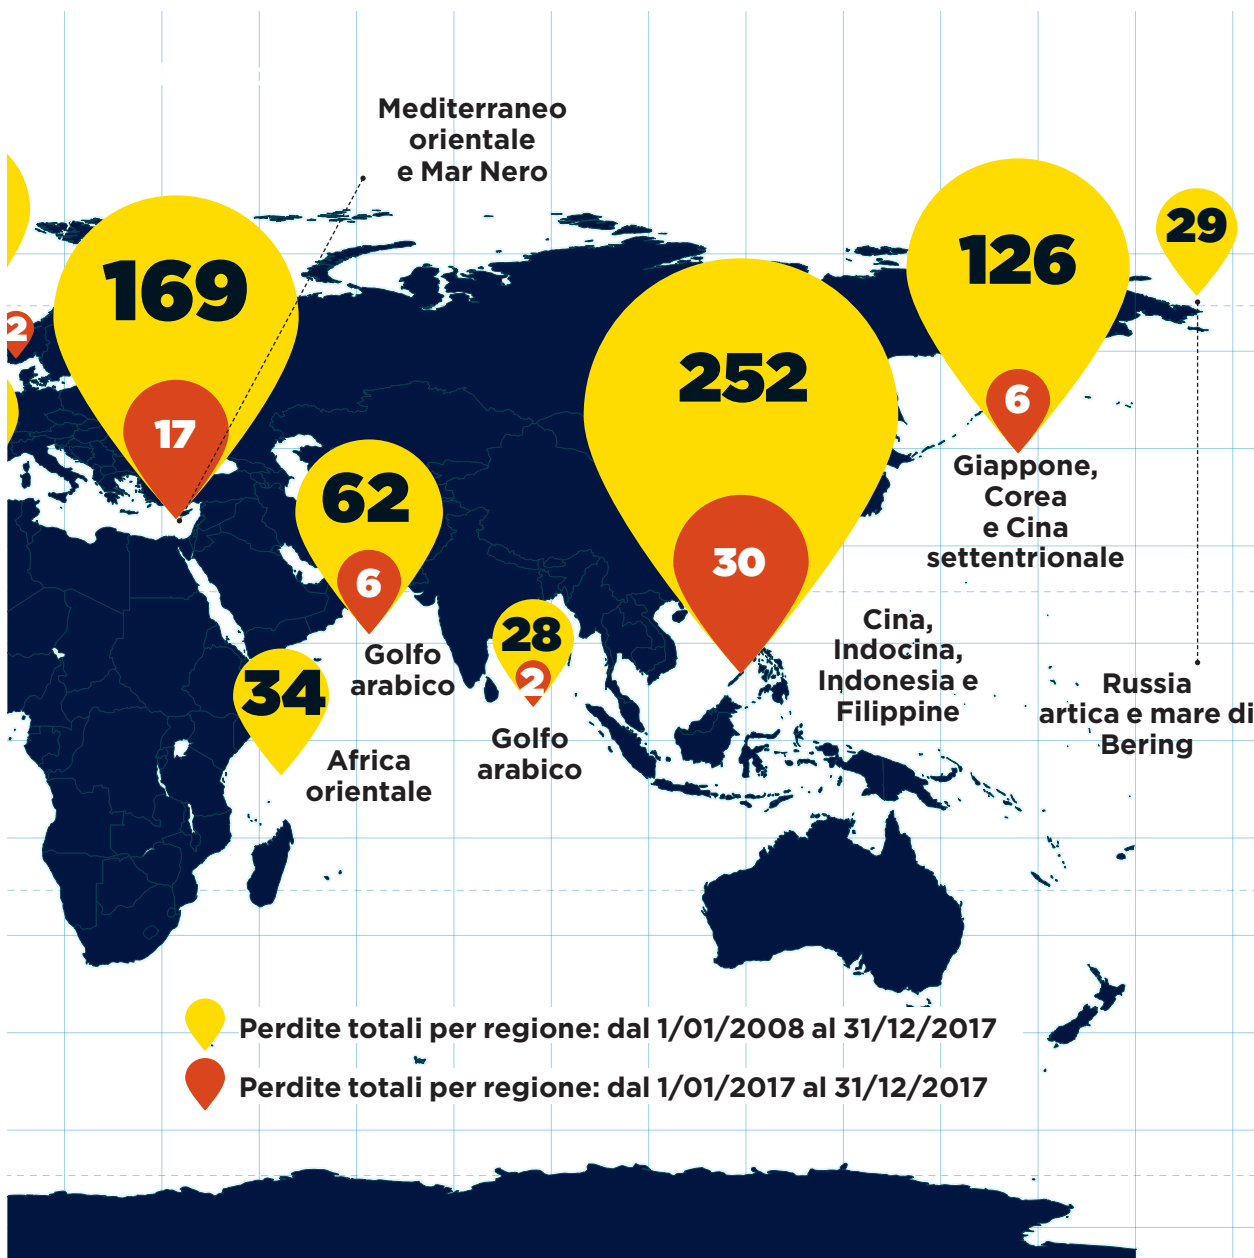 Mediterraneo
orientale
e Mar Nero
169
17
2
126
6
29
252
30
62
6
28
2
34
Giappone,
Corea
e Cina
settentrionale
Cina,
Indocina,
Indonesia e
Filippine
Golfo
arabico
Russia
artica e mare di
Bering
Golfo
arabico
Africa
orientale
Perdite totali per regione: dal 1/01/2008 al 31/12/2017
Perdite totali per regione: dal 1/01/2017 al 31/12/2017